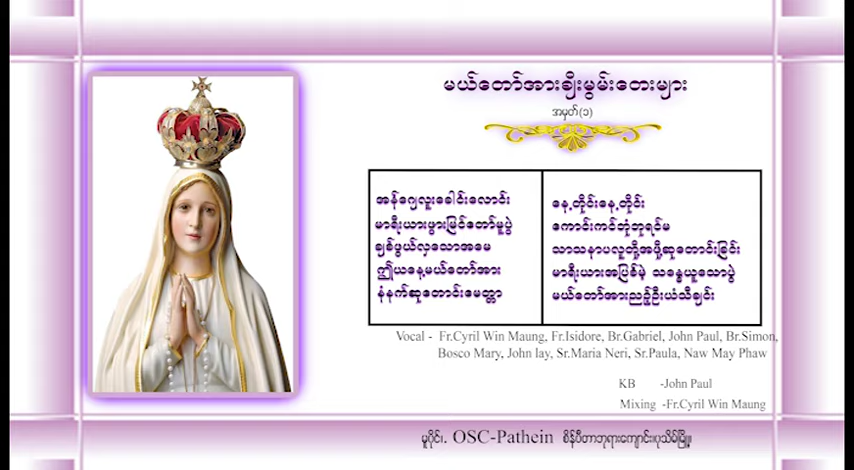 မယ်တော်အားချီးမွမ်းတေးများ
အမှတ်(၁)
အန်ဂျေလူးခေါင်းလောင်း
မာရီးယားဖွားမြင်တော်မူပွဲ
ချစ်ဖွယ်လှသောအမေ
ဤယနေ့မယ်တော်အား
နံနက်ဆုတောင်းမေတ္တာ
နေ့တိုင်းနေ့တိုင်း
ကောင်းကင်ဘုံဘုရင်မ
သာသနာပလူတို့အဖို့ဆုတောင်းခြင်း
မာရီးယားအပြစ်မဲ့ သန္ဓေယူသောပွဲ
မယ်တော်အားညဉ့်ဦးယံသီချင်း
Vocal - Fr.Cyril Win Maung, Fr.Isidore, Br.Gabriel, John Paul, Br.Simon,
Bosco Mary, John lay, Sr.Maria Neri, Sr.Paula, Naw May Phaw
KB -John Paul
Mixing -Fr.Cyril Win Maung
မူပိုင်၊ OSC-Pathein စိန်ပီတာဘုရားကျောင်း၊ပုသိမ်မြို့။